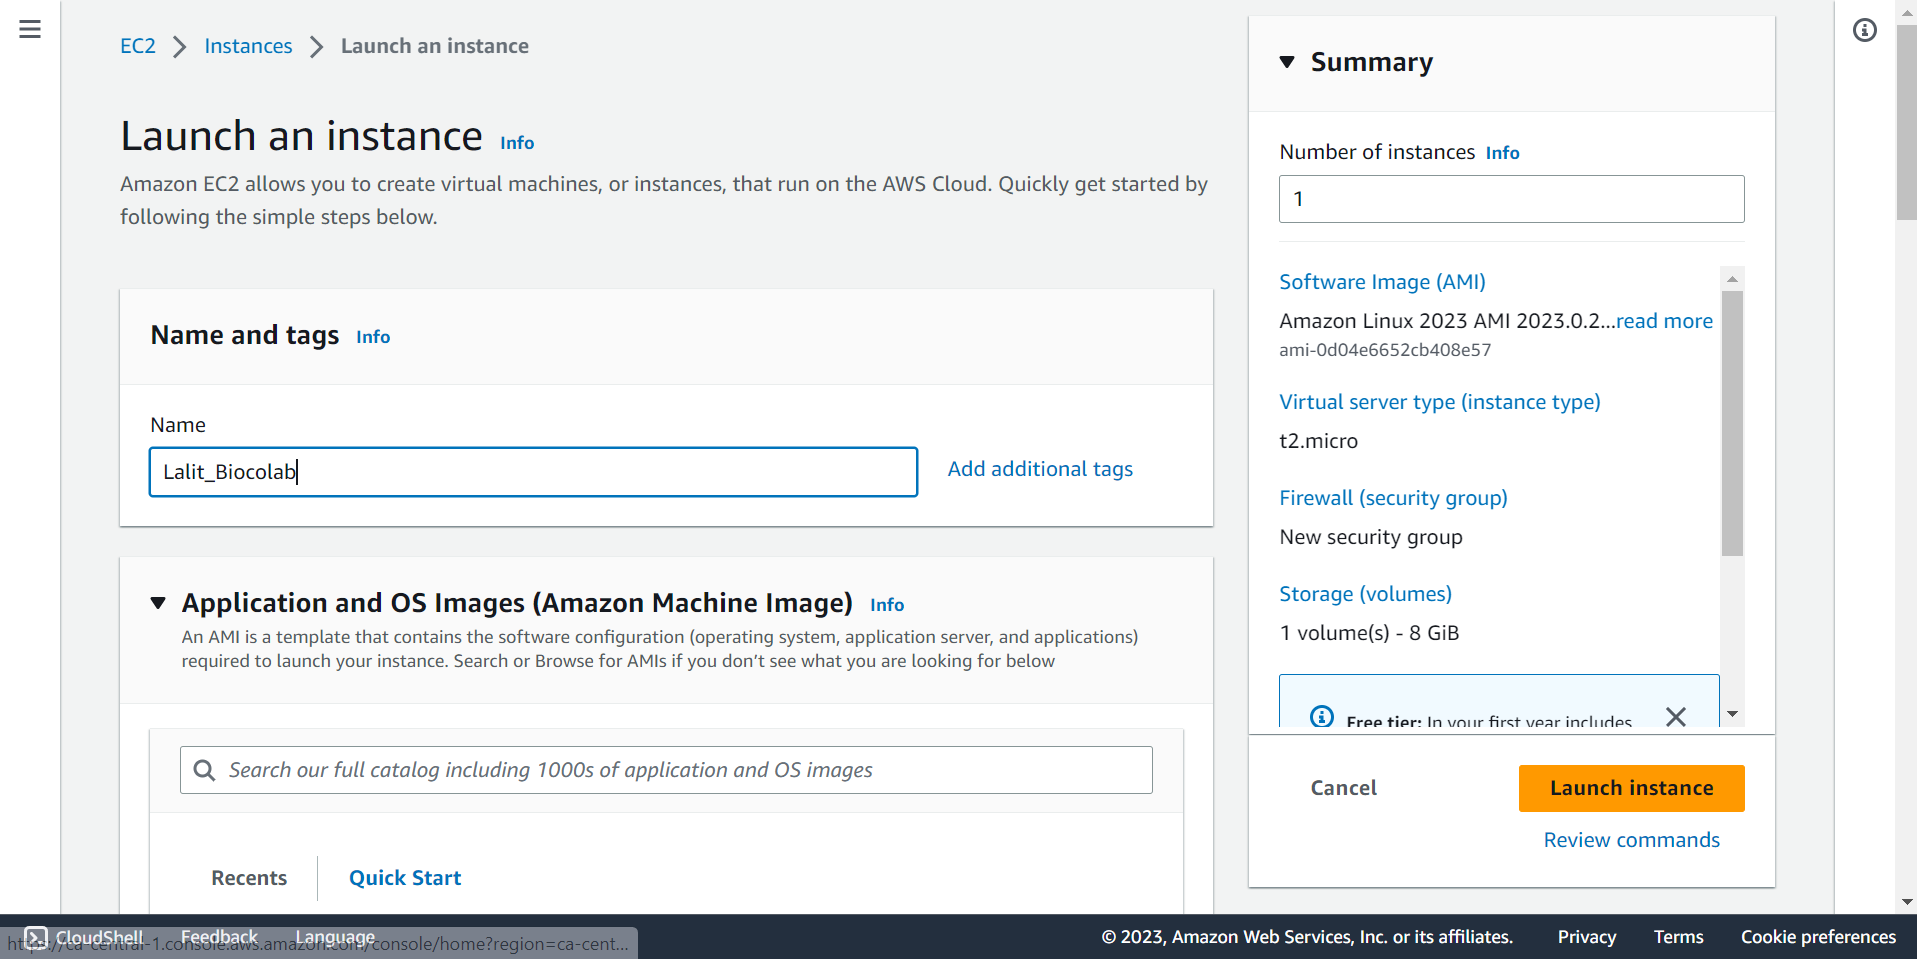 EC2 > Instances > Launch an instance
Launch an instance Info
Amazon EC2 allows you to create virtual machines, or instances, that run on the AWS Cloud. Quickly get started by
following the simple steps below.
Name and tags Info
Name
Lalit_Biocolab
Add additional tags
Application and OS Images (Amazon Machine Image) Info
An AMI is a template that contains the software configuration (operating system, application server, and applications)
required to launch your instance. Search or Browse for AMIs if you don’t see what you are looking for below
Search our full catalog including 1000s of application and OS images
Recents
Quick Start
Summary
Number of instances Info
1
Software Image (AMI)
Amazon Linux 2023 AMI 2023.0.2...read more
ami-0d04e6652cb408e57
Virtual server type (instance type)
t2.micro
Firewall (security group)
New security group
Storage (volumes)
1 volume(s) - 8 GiB
Free tier: In your first year includes
Cancel
Launch instance
Review commands
CloudShell Feedback Language
https://ca-central-1.console.aws.amazon.com/console/home?region=ca-cent...
© 2023, Amazon Web Services, Inc. or its affiliates. Privacy Terms Cookie preferences